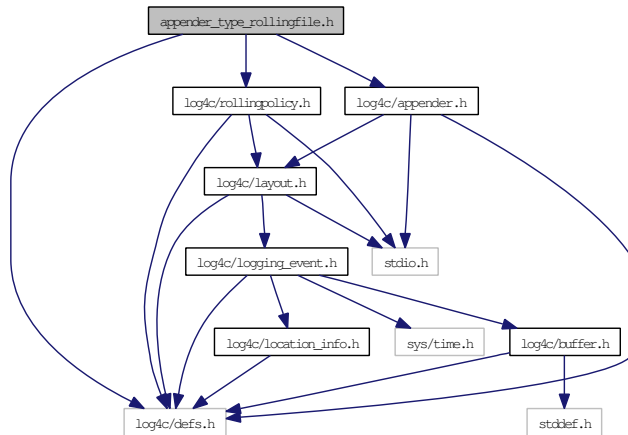 appender_type_rollingfile.h
log4c/rollingpolicy.h
log4c/appender.h
log4c/layout.h
log4c/logging_event.h
stdio.h
log4c/location_info.h
sys/time.h
log4c/buffer.h
log4c/defs.h
stddef.h